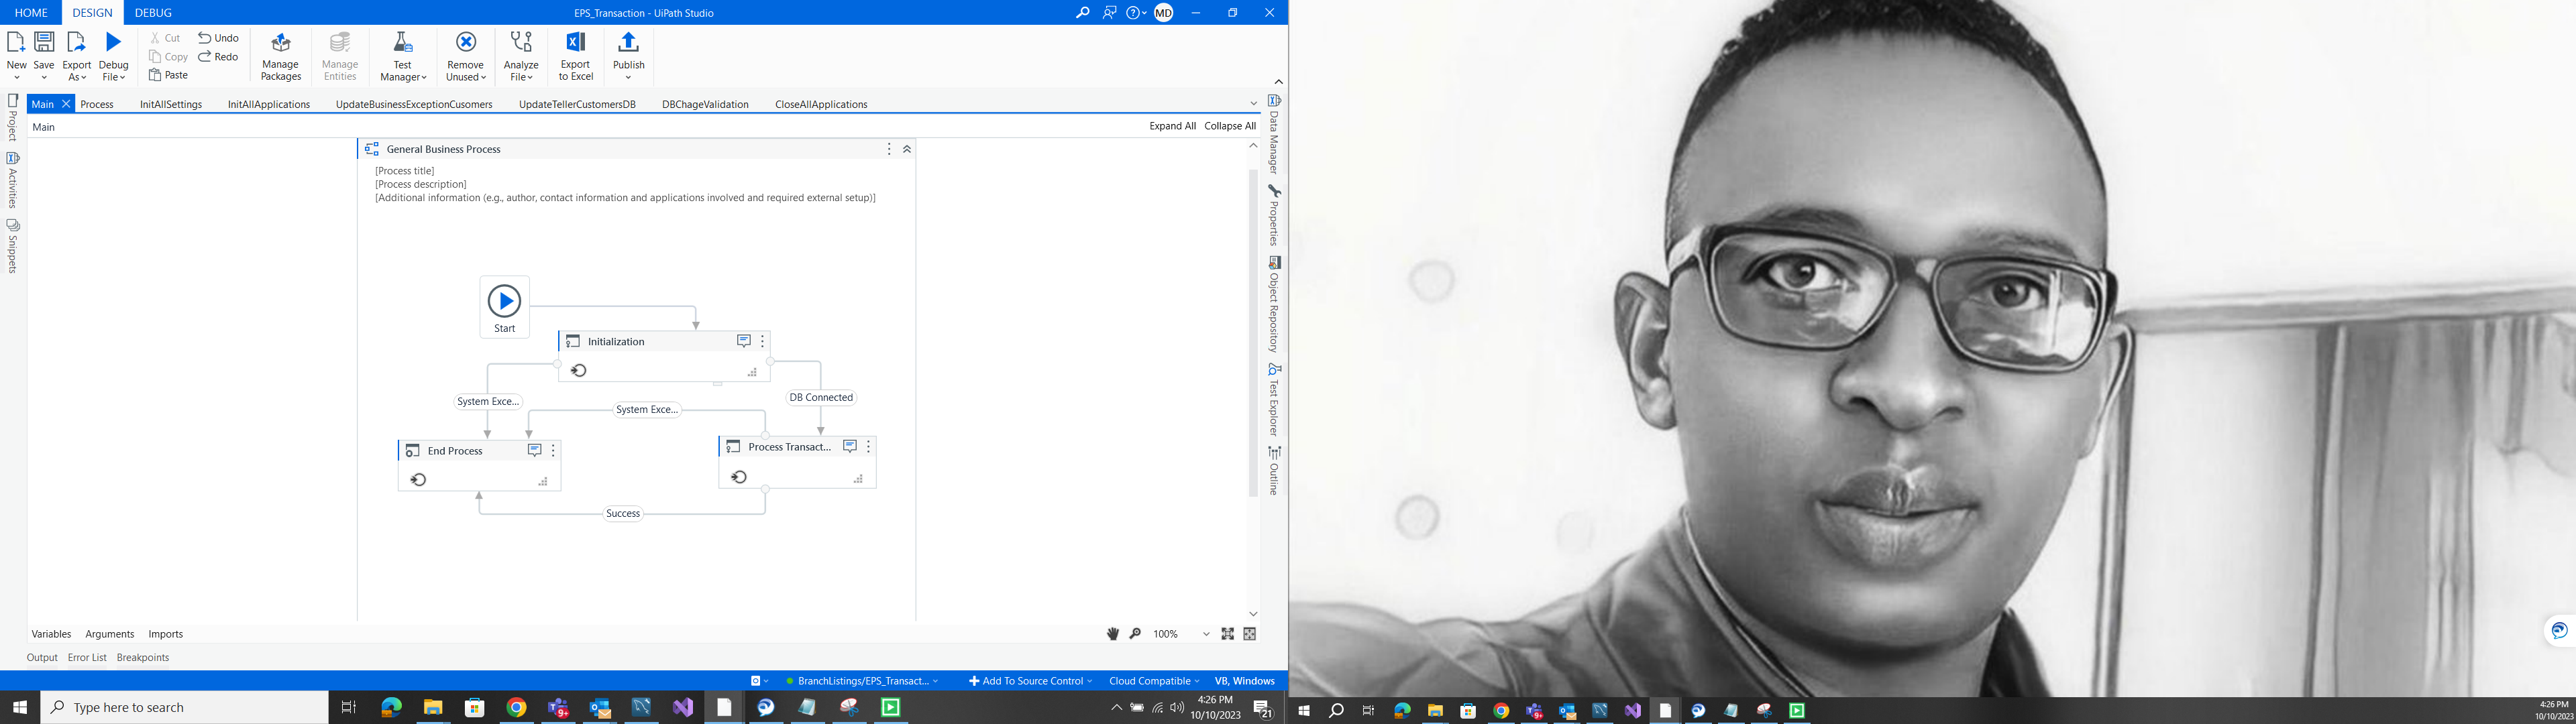 HOME DESIGN DEBUG EPS_Transaction - UiPath Studio MD
New Save Export As Debug File
Cut Copy Paste Undo Redo
Manage Packages Manage Entities Test Manager Remove Unused Analyze File Export to Excel Publish
Main Process InitAllSettings InitAllApplications UpdateBusinessExceptionCusomers UpdateTellerCustomersDB DBChageValidation CloseAllApplications
Main Expand All Collapse All
Project
Activities
Snippets
General Business Process
[Process title]
[Process description]
[Additional information (e.g., author, contact information and applications involved and required external setup)]
Start
Initialization
System Exce...
System Exce...
DB Connected
End Process
Process Transact...
Success
Data Manager
Properties
Object Repository
Test Explorer
Outline
Variables Arguments Imports 100%
Output Error List Breakpoints
BranchListings/EPS_Transact... Add To Source Control Cloud Compatible VB, Windows
Type here to search 9+ 4:26 PM
10/10/2023 21
9+ 4:26 PM
10/10/2023